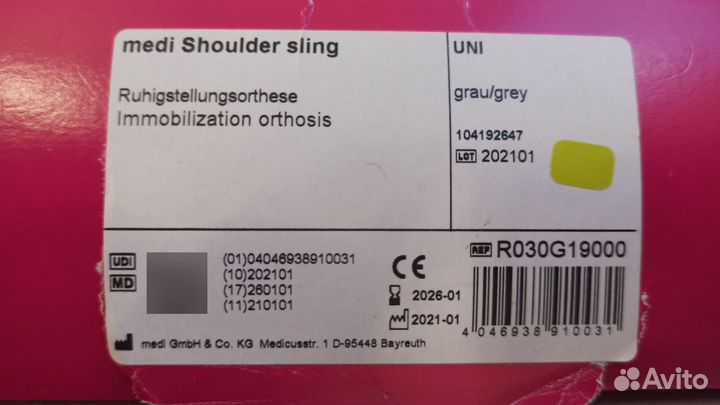 medi Shoulder sling
UNI
Ruhigstellungsorthese
Immobilization orthosis
grau/grey
104192647
LOT 202101
UDI
MD
(01)04046938910031
(10)202101
(17)260101
(11)210101
CE
2026-01
2021-01
REF R030G19000
4 046938 910031
medi GmbH & Co. KG Medicusstr. 1 D-95448 Bayreuth
Avito